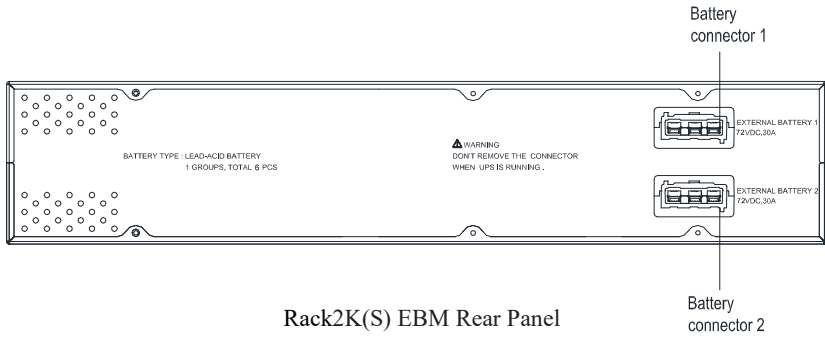 Battery
connector 1
EXTERNAL BATTERY 1
72VDC,30A
WARNING
BATTERY TYPE : LEAD-ACID BATTERY
DON'T REMOVE THE CONNECTOR
1 GROUPS, TOTAL 6 PCS
WHEN UPS IS RUNNING .
EXTERNAL BATTERY 2
72VDC,30A
Rack2K(S) EBM Rear Panel
Battery
connector 2